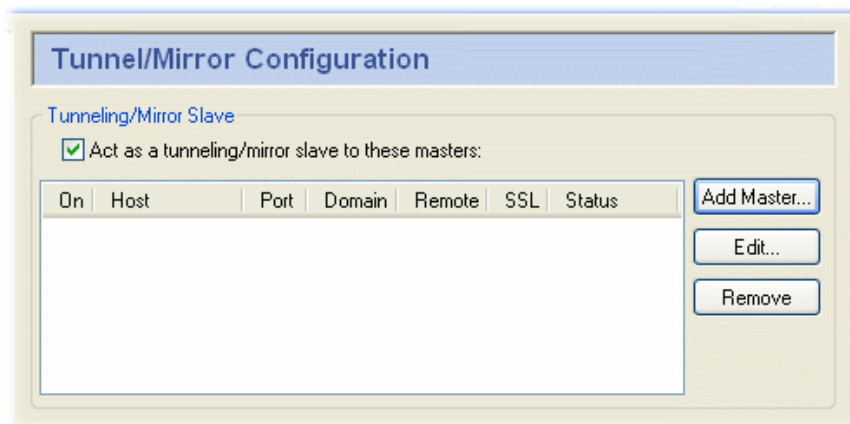 Tunnel/Mirror Configuration
Tunneling/Mirror Slave
Act as a tunneling/mirror slave to these masters:
On Host Port Domain Remote SSL Status
Add Master...
Edit...
Remove